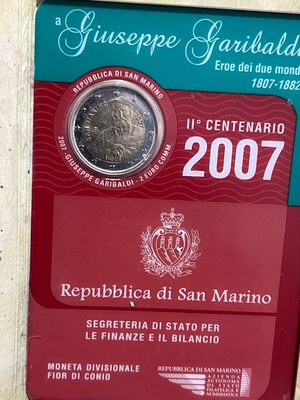 a
Giuseppe Garibaldi
Eroe dei due mond
1807-1882
REPUBBLICA DI SAN MARINO
2007 · GIUSEPPE GARIBALDI - 2 EURO COMM.
II° CENTENARIO
2007
Repubblica di San Marino
SEGRETERIA DI STATO PER
LE FINANZE E IL BILANCIO
MONETA DIVISIONALE
FIOR DI CONIO
REPUBBLICA DI SAN MARINO
AZIENDA
AUTONOMA
DI STATO
FILATELICA E
NUMISMATICA